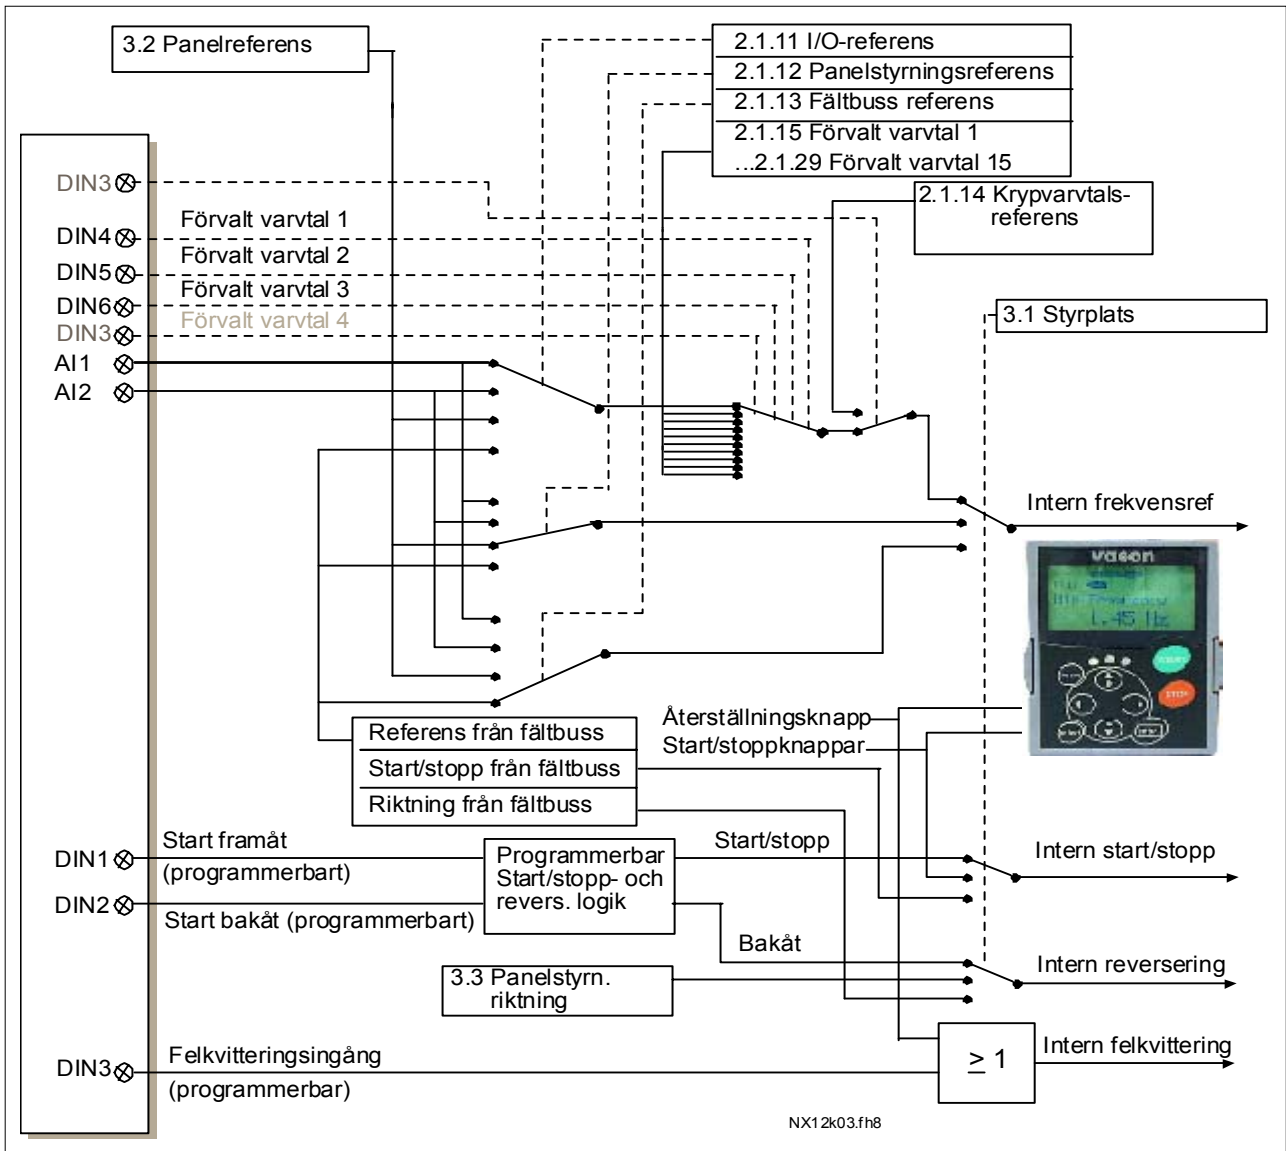 3.2 Panelreferens
2.1.11 I/O-referens
2.1.12 Panelstyrningsreferens
2.1.13 Fältbuss referens
2.1.15 Förvalt varvtal 1
...2.1.29 Förvalt varvtal 15
2.1.14 Krypvarvtals-
referens
3.1 Styrplats
DIN3
DIN4
Förvalt varvtal 1
DIN5
Förvalt varvtal 2
DIN6
Förvalt varvtal 3
DIN3
Förvalt varvtal 4
AI1
AI2
Intern frekvensref
vacon
1.45 Hz
STOP
Återställningsknapp
Start/stoppknappar
Referens från fältbuss
Start/stopp från fältbuss
Riktning från fältbuss
DIN1
Start framåt
(programmerbart)
DIN2
Start bakåt (programmerbart)
Programmerbar
Start/stopp- och
revers. logik
Start/stopp
Intern start/stopp
Bakåt
3.3 Panelstyrn.
riktning
Intern reversering
DIN3
Felkvitteringsingång
(programmerbar)
≥ 1
Intern felkvittering
NX12k03.fh8